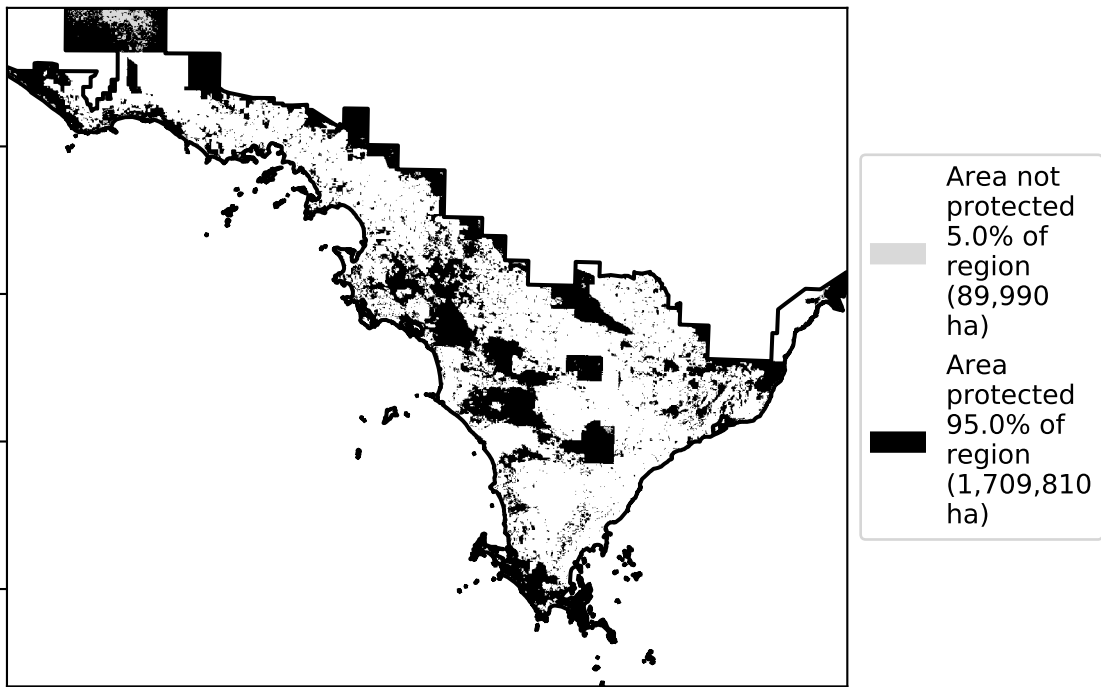 Area not
protected
5.0% of
region
(89,990
ha)
Area
protected
95.0% of
region
(1,709,810
ha)